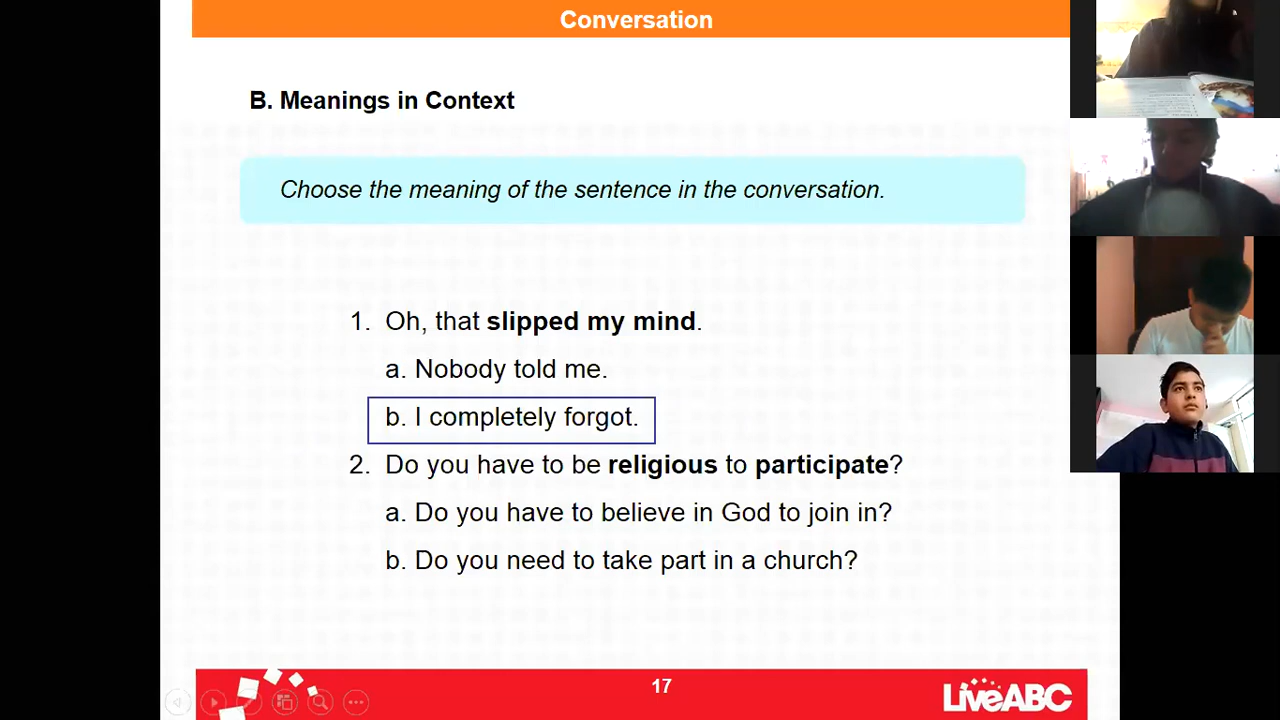 Conversation
B. Meanings in Context
Choose the meaning of the sentence in the conversation.
1. Oh, that slipped my mind.
a. Nobody told me.
b. I completely forgot.
2. Do you have to be religious to participate?
a. Do you have to believe in God to join in?
b. Do you need to take part in a church?
17
LiveABC